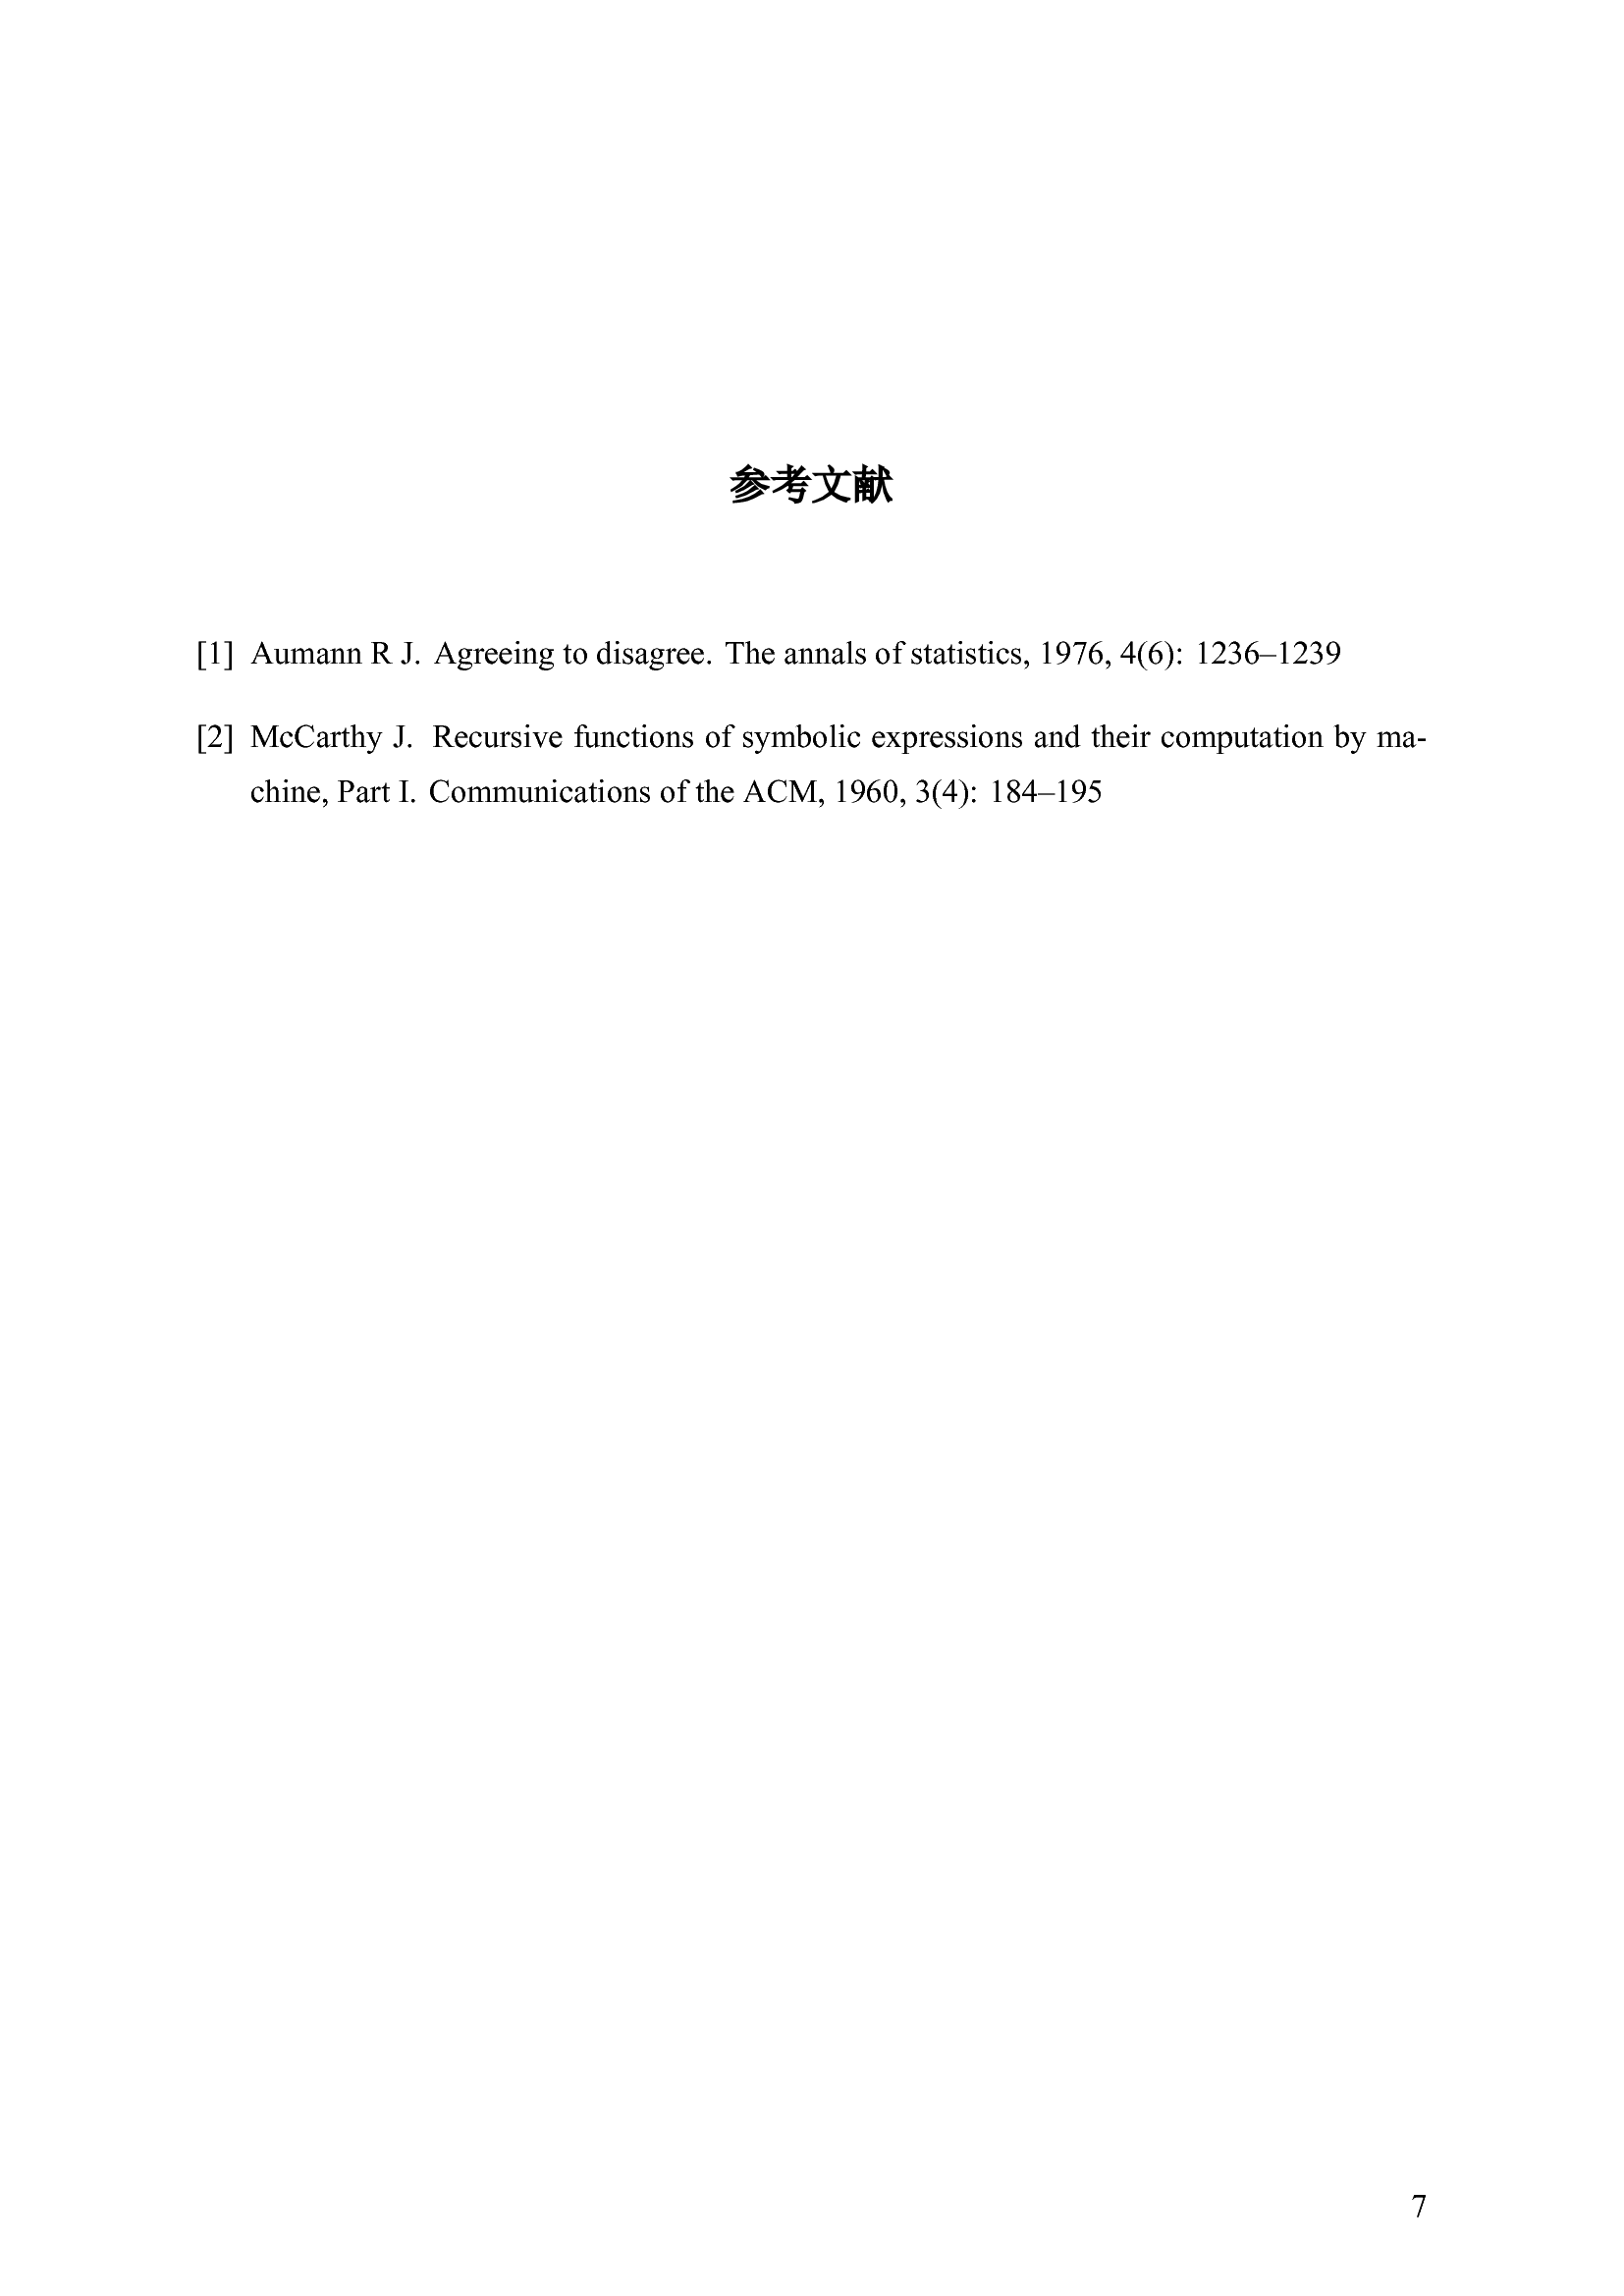 参考文献
[1] Aumann R J. Agreeing to disagree. The annals of statistics, 1976, 4(6): 1236–1239
[2] McCarthy J. Recursive functions of symbolic expressions and their computation by ma-
chine, Part I. Communications of the ACM, 1960, 3(4): 184–195
7